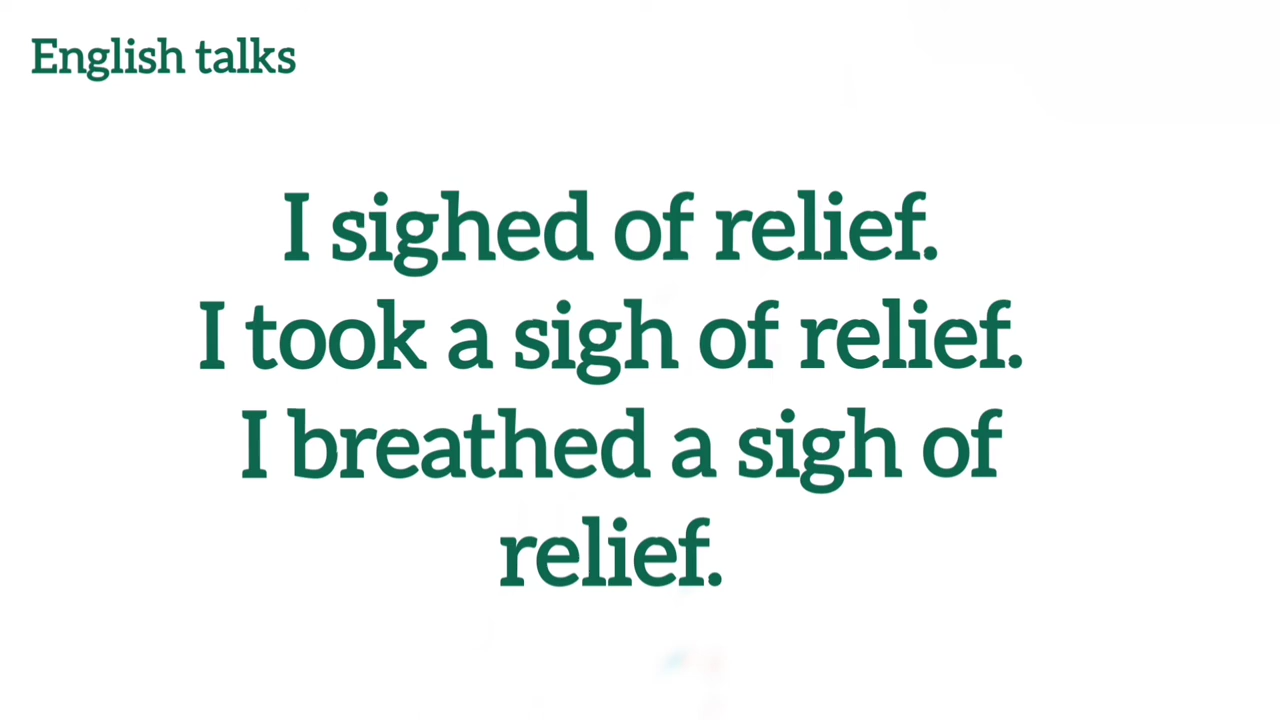 English talks
I sighed of relief.
I took a sigh of relief.
I breathed a sigh of
relief.